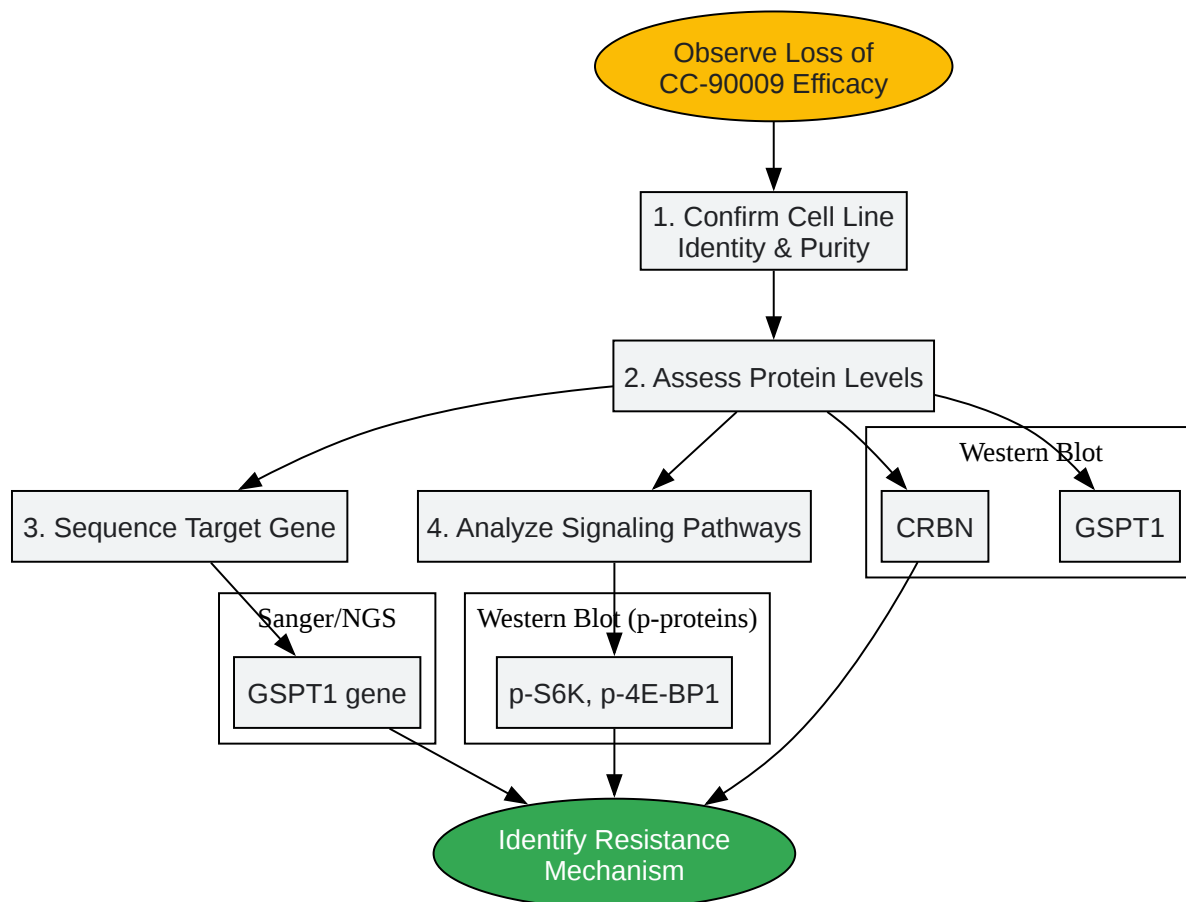 Observe Loss of
CC-90009 Efficacy
1. Confirm Cell Line
Identity & Purity
2. Assess Protein Levels
Western Blot
3. Sequence Target Gene
4. Analyze Signaling Pathways
CRBN
GSPT1
Sanger/NGS
Western Blot (p-proteins)
GSPT1 gene
p-S6K, p-4E-BP1
Identify Resistance
Mechanism